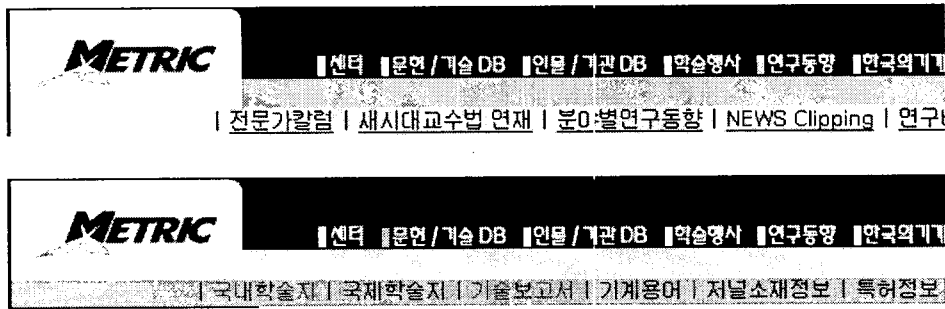 METRIC
센터 문헌/기술 DB 인물/기관 DB 학술행사 연구동향 한국의기
| 전문가칼럼 | 새시대교수법 연재 | 분야별연구동향 | NEWS Clipping |
METRIC
센터 문헌/기술 DB 인물/기관 DB 학술행사 연구동향 한국의기
| 국내학술지 | 국제학술지 | 기술보고서 | 기계용어 | 저널소재정보 | 특허정보